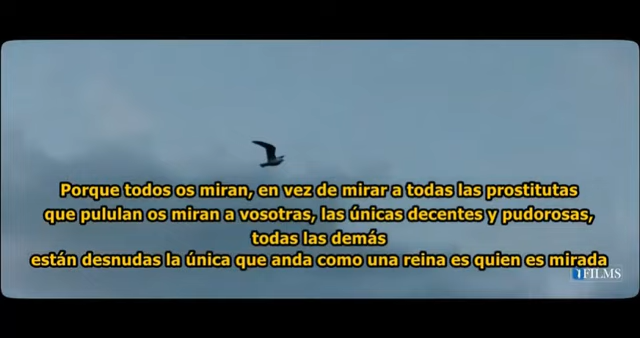 Porque todos os miran, en vez de mirar a todas las prostitutas
que pululan os miran a vosotras, las únicas decentes y pudorosas,
todas las demás
están desnudas la única que anda como una reina es quien es mirada
1FILMS